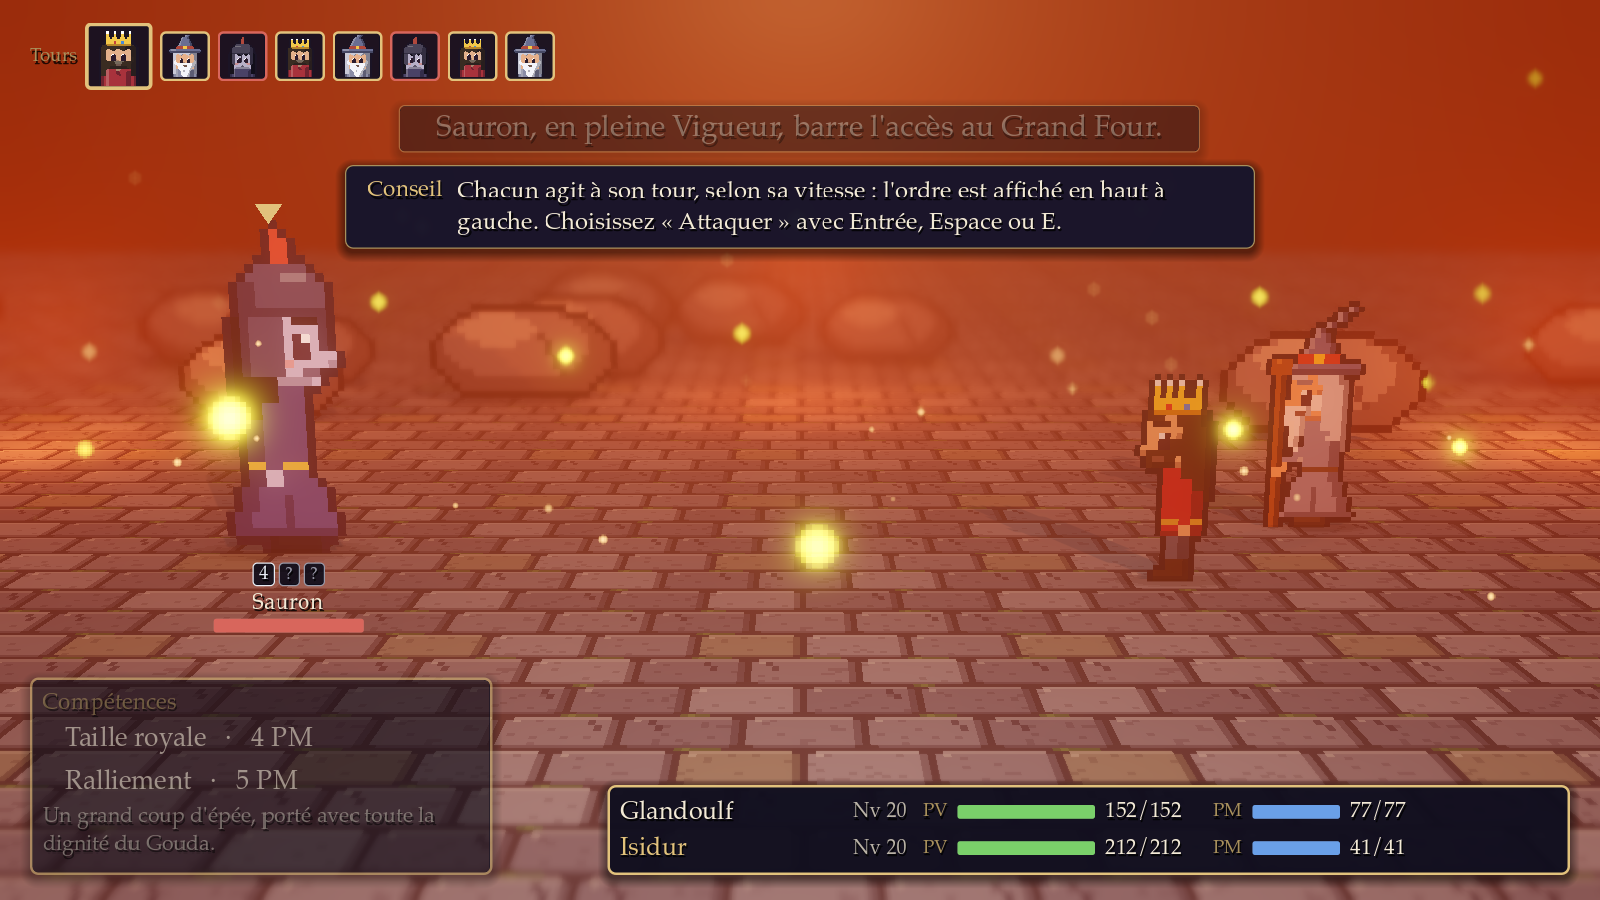 Tours
Sauron, en pleine Vigueur, barre l'accès au Grand Four.
Conseil Chacun agit à son tour, selon sa vitesse : l'ordre est affiché en haut à
gauche. Choisissez « Attaquer » avec Entrée, Espace ou E.
4 ? ?
Sauron
Compétences
Taille royale · 4 PM
Ralliement · 5 PM
Un grand coup d'épée, porté avec toute la
dignité du Gouda.
Glandoulf Nv 20 PV 152/152 PM 77/77
Isidur Nv 20 PV 212/212 PM 41/41